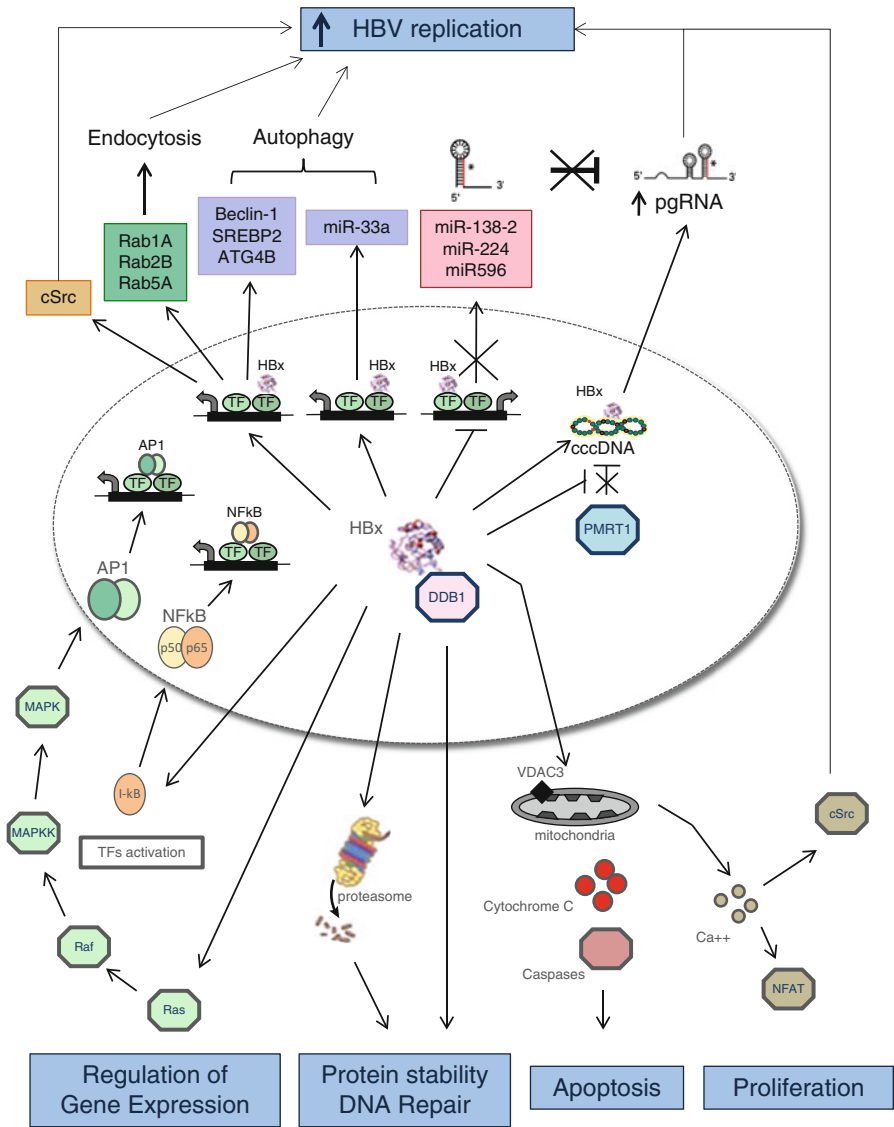 HBV replication
Endocytosis
Autophagy
*
5'
3'
5'
*
3'
pgRNA
Rab1A
Rab2B
Rab5A
Beclin-1
SREBP2
ATG4B
miR-33a
miR-138-2
miR-224
miR596
cSrc
HBx
TF TF
HBx
TF TF
HBx
TF TF
HBx
cccDNA
AP1
TF TF
NFkB
TF TF
HBx
DDB1
PMRT1
AP1
NFkB
p50 p65
MAPK
I-kB
MAPKK
TFs activation
Raf
Ras
proteasome
VDAC3
mitochondria
Cytochrome C
Caspases
Ca++
cSrc
NFAT
Regulation of
Gene Expression
Protein stability
DNA Repair
Apoptosis
Proliferation